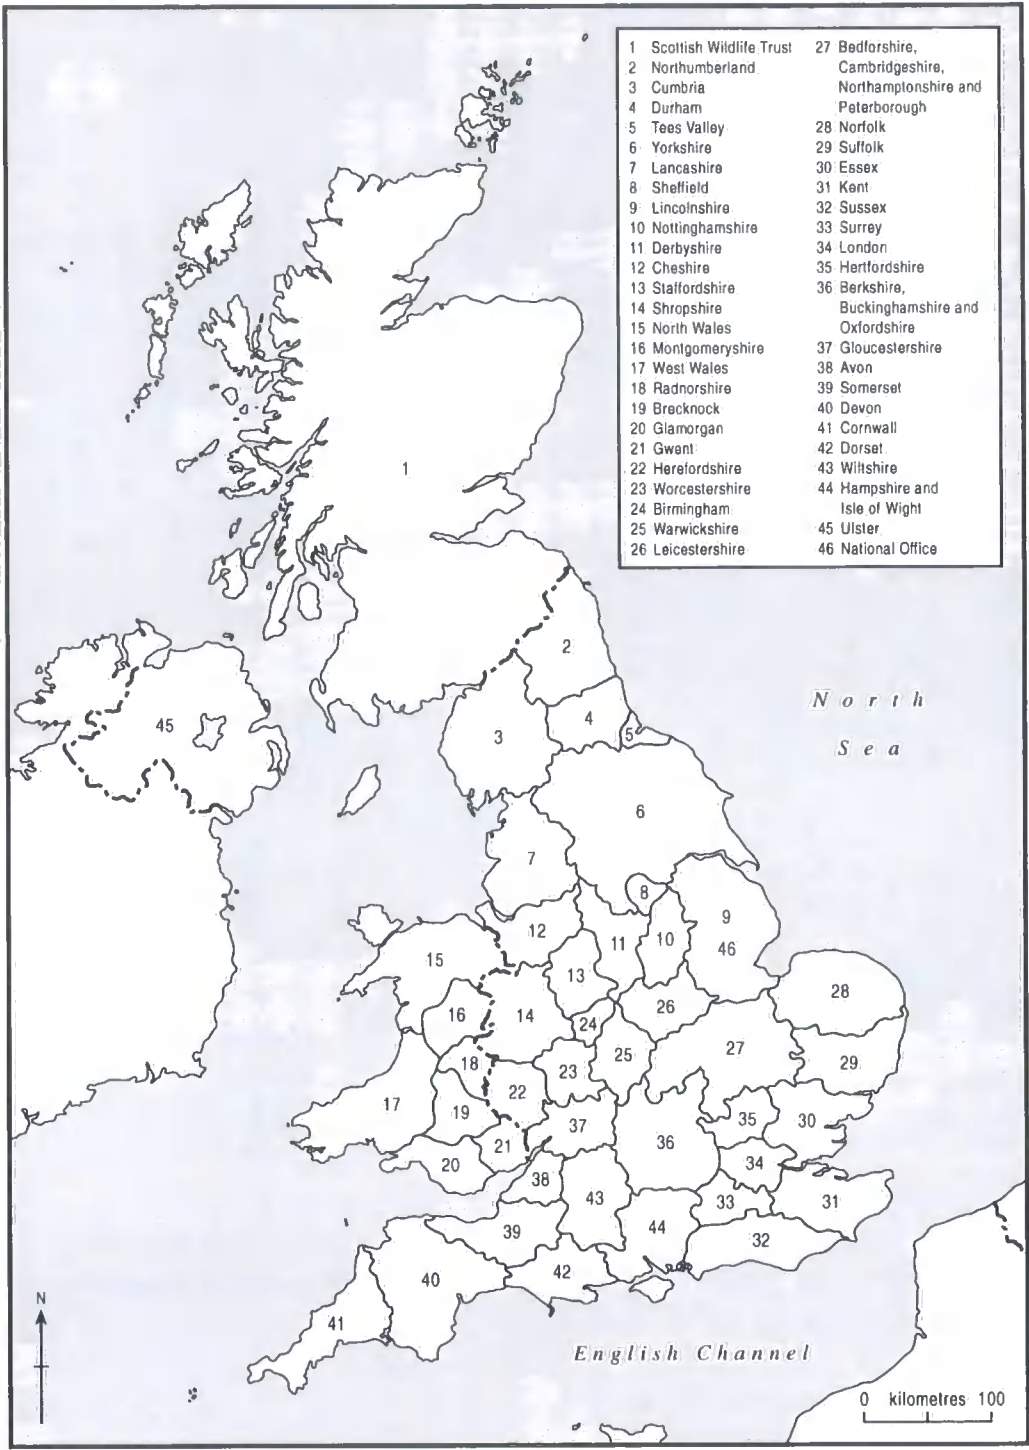 1 Scottish Wildlife Trust
2 Northumberland
3 Cumbria
4 Durham
5 Tees Valley
6 Yorkshire
7 Lancashire
8 Sheffield
9 Lincolnshire
10 Nottinghamshire
11 Derbyshire
12 Cheshire
13 Staffordshire
14 Shropshire
15 North Wales
16 Montgomeryshire
17 West Wales
18 Radnorshire
19 Brecknock
20 Glamorgan
21 Gwent
22 Herefordshire
23 Worcestershire
24 Birmingham
25 Warwickshire
26 Leicestershire
27 Bedforshire,
Cambridgeshire,
Northamptonshire and
Peterborough
28 Norfolk
29 Suffolk
30 Essex
31 Kent
32 Sussex
33 Surrey
34 London
35 Hertfordshire
36 Berkshire,
Buckinghamshire and
Oxfordshire
37 Gloucestershire
38 Avon
39 Somerset
40 Devon
41 Cornwall
42 Dorset
43 Wiltshire
44 Hampshire and
Isle of Wight
45 Ulster
46 National Office
1
2
North
Sea
45
4
3
5
6
7
8
9
12
11
10
46
15
13
28
16
14
26
24
27
25
29
18
23
22
17
19
35
30
37
21
36
20
34
38
43
33
31
44
39
32
42
40
N
41
English Channel
0 kilometres 100